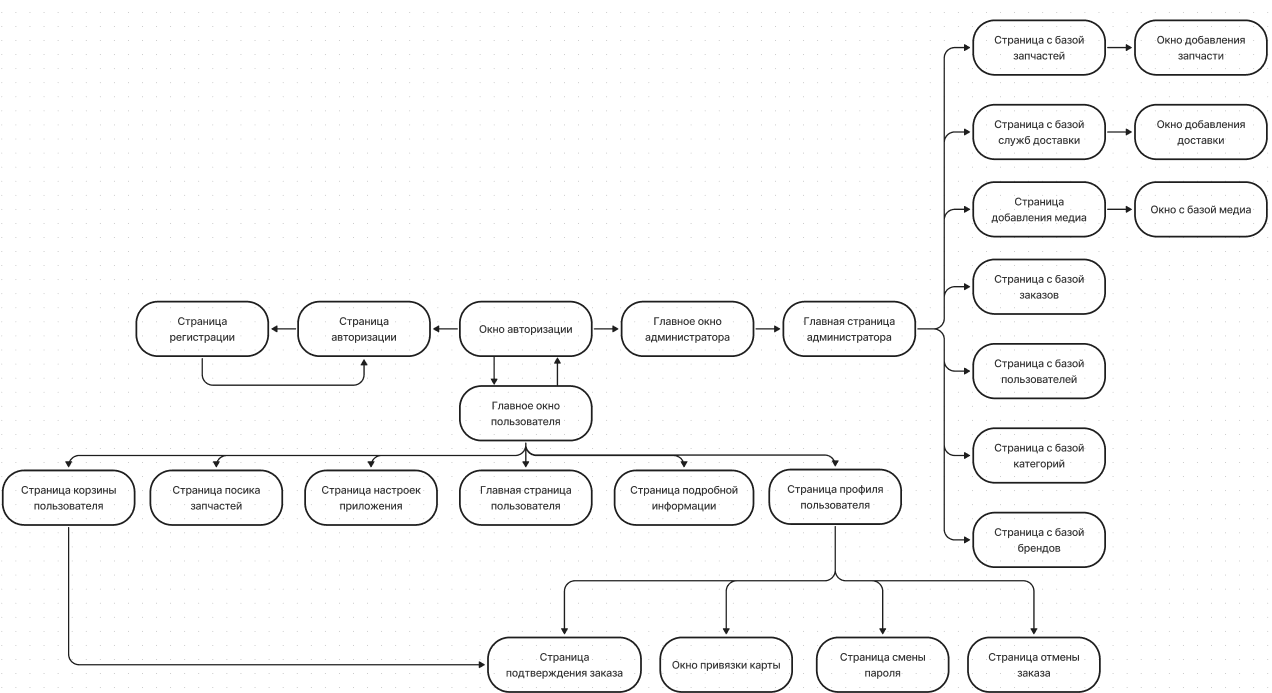 Страница с базой
запчастей
Окно добавления
запчасти
Страница с базой
служб доставки
Окно добавления
доставки
Страница
добавления медиа
Окно с базой медиа
Страница с базой
заказов
Страница
регистрации
Страница
авторизации
Окно авторизации
Главное окно
администратора
Главная страница
администратора
Страница с базой
пользователей
Главное окно
пользователя
Страница с базой
категорий
Страница корзины
пользователя
Страница посика
запчастей
Страница настроек
приложения
Главная страница
пользователя
Страница подробной
информации
Страница профиля
пользователя
Страница с базой
брендов
Страница
подтверждения заказа
Окно привязки карты
Страница смены
пароля
Страница отмены
заказа